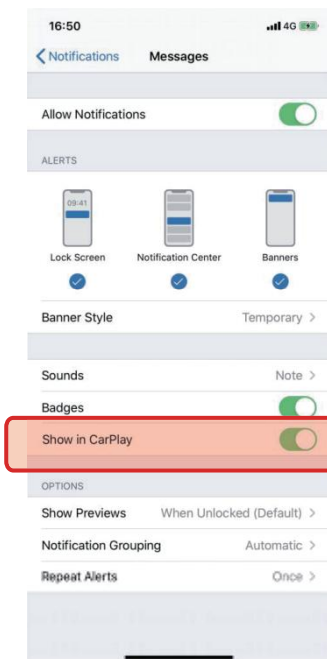 16:50 4G
Notifications Messages
Allow Notifications
ALERTS
09:41
Lock Screen Notification Center Banners
Banner Style Temporary
Sounds Note
Badges
Show in CarPlay
OPTIONS
Show Previews When Unlocked (Default)
Notification Grouping Automatic
Repeat Alerts Once